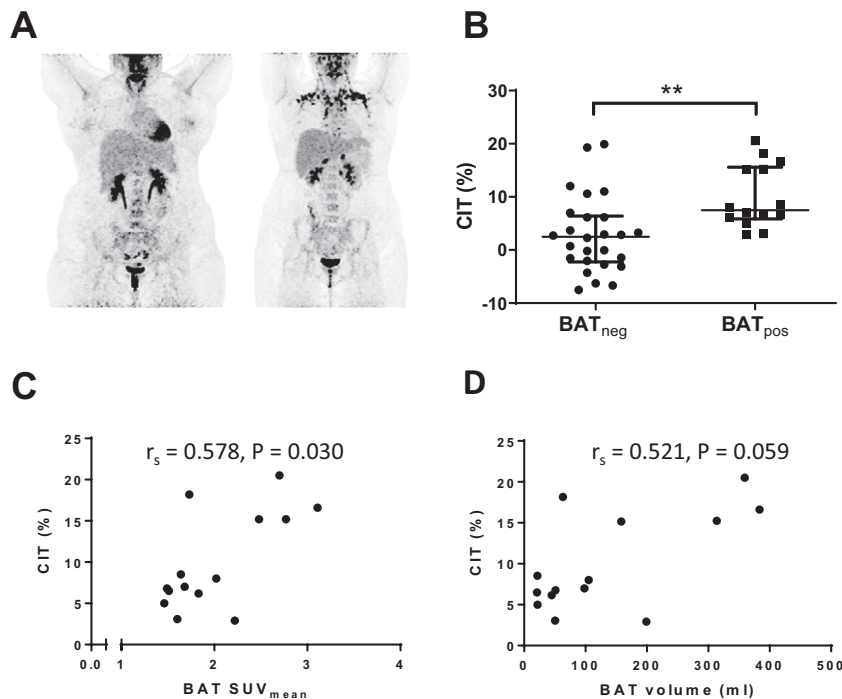 A
B
CIT (%)
30
20
10
0
-10
**
BATneg
BATpos
C
rs = 0.578, P = 0.030
CIT (%)
25
20
15
10
5
0
0.0
1
2
3
4
BAT SUVmean
D
rs = 0.521, P = 0.059
CIT (%)
25
20
15
10
5
0
0
100
200
300
400
500
BAT volume (ml)